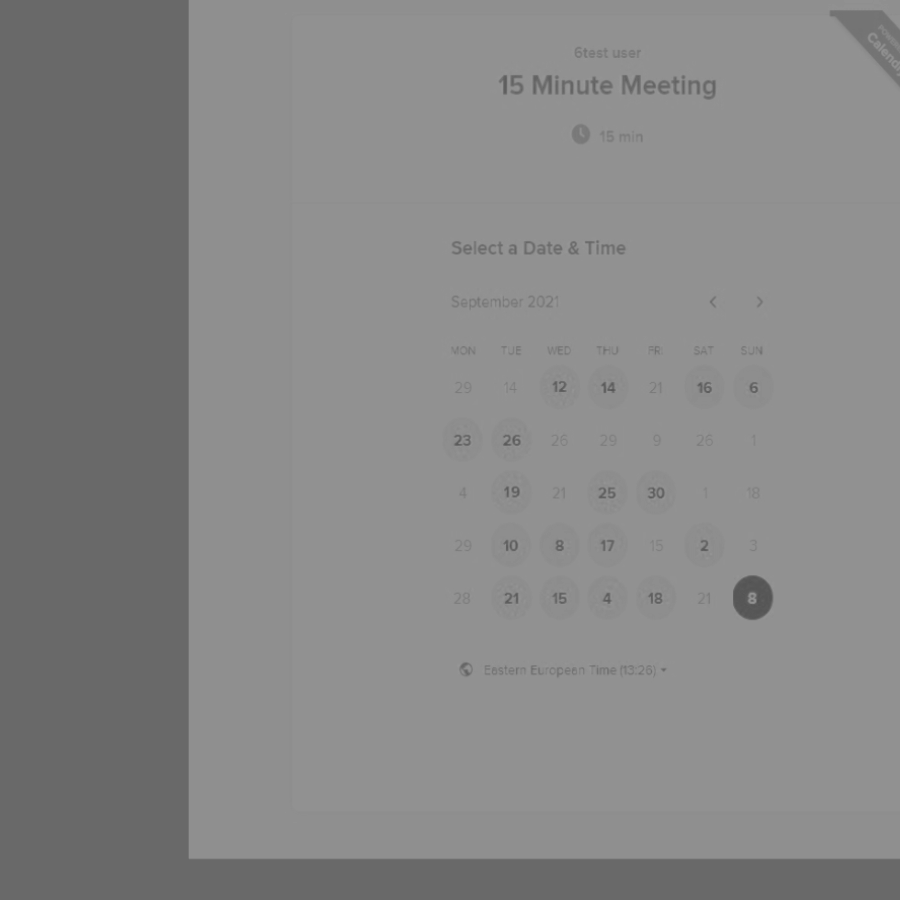 6test user
15 Minute Meeting
15 min
Calendly
Select a Date & Time
September 2021
MON TUE WED THU FRI SAT SUN
29 14 12 14 21 16 6
23 26 26 29 9 26 1
4 19 21 25 30 1 18
29 10 8 17 15 2 3
28 21 15 4 18 21 8
Eastern European Time (13:26)